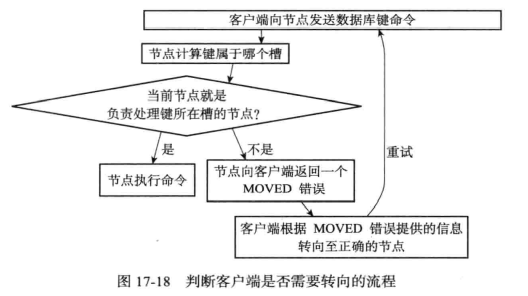 客户端向节点发送数据库键命令
节点计算键属于哪个槽
当前节点就是
负责处理键所在槽的节点?
是
不是
重试
节点执行命令
节点向客户端返回一个
MOVED 错误
客户端根据 MOVED 错误提供的信息
转向至正确的节点
图 17-18 判断客户端是否需要转向的流程